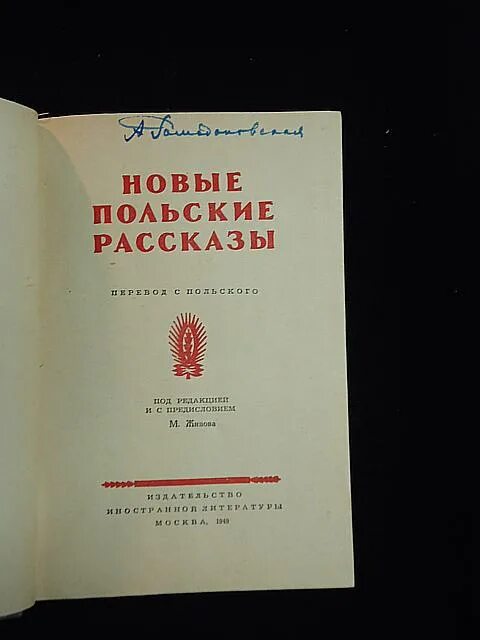 НОВЫЕ
ПОЛЬСКИЕ
РАССКАЗЫ
ПЕРЕВОД С ПОЛЬСКОГО
ПОД РЕДАКЦИЕЙ
И С ПРЕДИСЛОВИЕМ
М. Живова
ИЗДАТЕЛЬСТВО
ИНОСТРАННОЙ ЛИТЕРАТУРЫ
МОСКВА, 1949